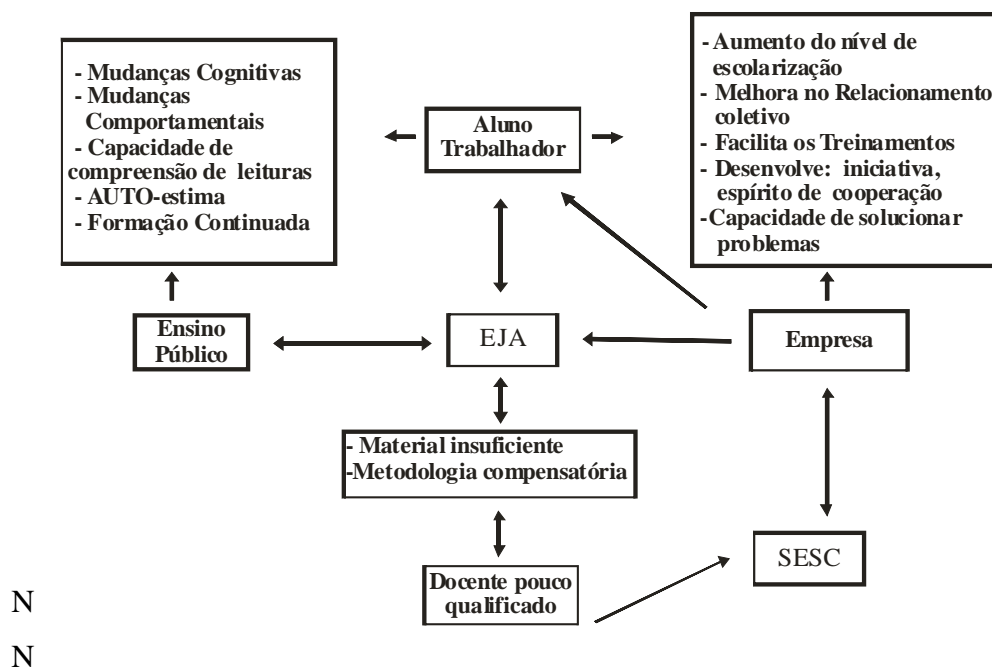 - Mudanças Cognitivas
- Mudanças
Comportamentais
- Capacidade de
compreensão de leituras
- AUTO-estima
- Formação Continuada
Aluno
Trabalhador
- Aumento do nível de
escolarização
- Melhora no Relacionamento
coletivo
- Facilita os Treinamentos
- Desenvolve: iniciativa,
espírito de cooperação
-Capacidade de solucionar
problemas
Ensino
Público
EJA
Empresa
- Material insuficiente
-Metodologia compensatória
Docente pouco
qualificado
SESC
N
N